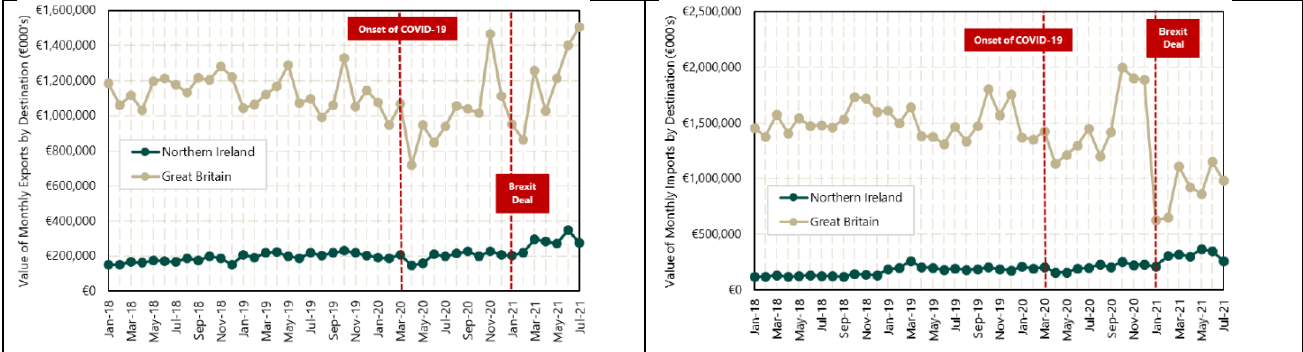 Value of Monthly Exports by Destination (€000's)
€1,600,000
€1,400,000
€1,200,000
€1,000,000
€800,000
€600,000
€400,000
€200,000
€0
Onset of COVID-19
Brexit
Deal
Northern Ireland
Great Britain
Jan-18
Mar-18
May-18
Jul-18
Sep-18
Nov-18
Jan-19
Mar-19
May-19
Jul-19
Sep-19
Nov-19
Jan-20
Mar-20
May-20
Jul-20
Sep-20
Nov-20
Jan-21
Mar-21
May-21
Jul-21
Value of Monthly Imports by Destination (€000's)
€2,500,000
€2,000,000
€1,500,000
€1,000,000
€500,000
€0
Onset of COVID-19
Brexit
Deal
Northern Ireland
Great Britain
Jan-18
Mar-18
May-18
Jul-18
Sep-18
Nov-18
Jan-19
Mar-19
May-19
Jul-19
Sep-19
Nov-19
Jan-20
Mar-20
May-20
Jul-20
Sep-20
Nov-20
Jan-21
Mar-21
May-21
Jul-21